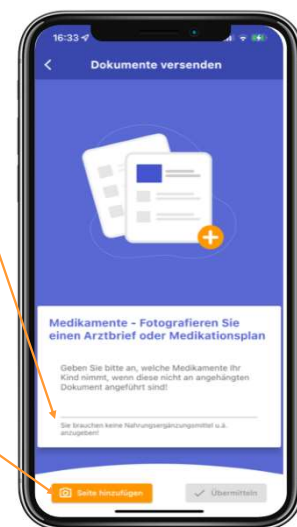 16:33
Dokumente versenden
Medikamente - Fotografieren Sie
einen Arztbrief oder Medikationsplan
Geben Sie bitte an, welche Medikamente Ihr
Kind nimmt, wenn diese nicht an angehängten
Dokument angeführt sind!
Sie brauchen keine Nahrungsergänzungsmittel u.ä.
anzugeben!
Seite hinzufügen
Übermitteln